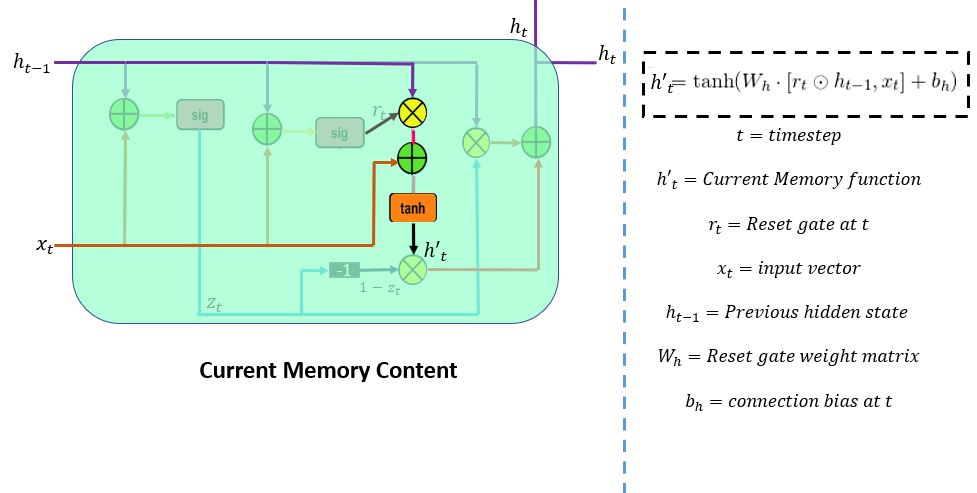 h_t
h_{t-1}
h_t
sig
sig
r_t
x_t
tanh
h'_t
-1
1 − z_t
z_t
Current Memory Content
h'_t = tanh(W_h · [r_t ⊙ h_{t-1}, x_t] + b_h)
t = timestep
h'_t = Current Memory function
r_t = Reset gate at t
x_t = input vector
h_{t-1} = Previous hidden state
W_h = Reset gate weight matrix
b_h = connection bias at t